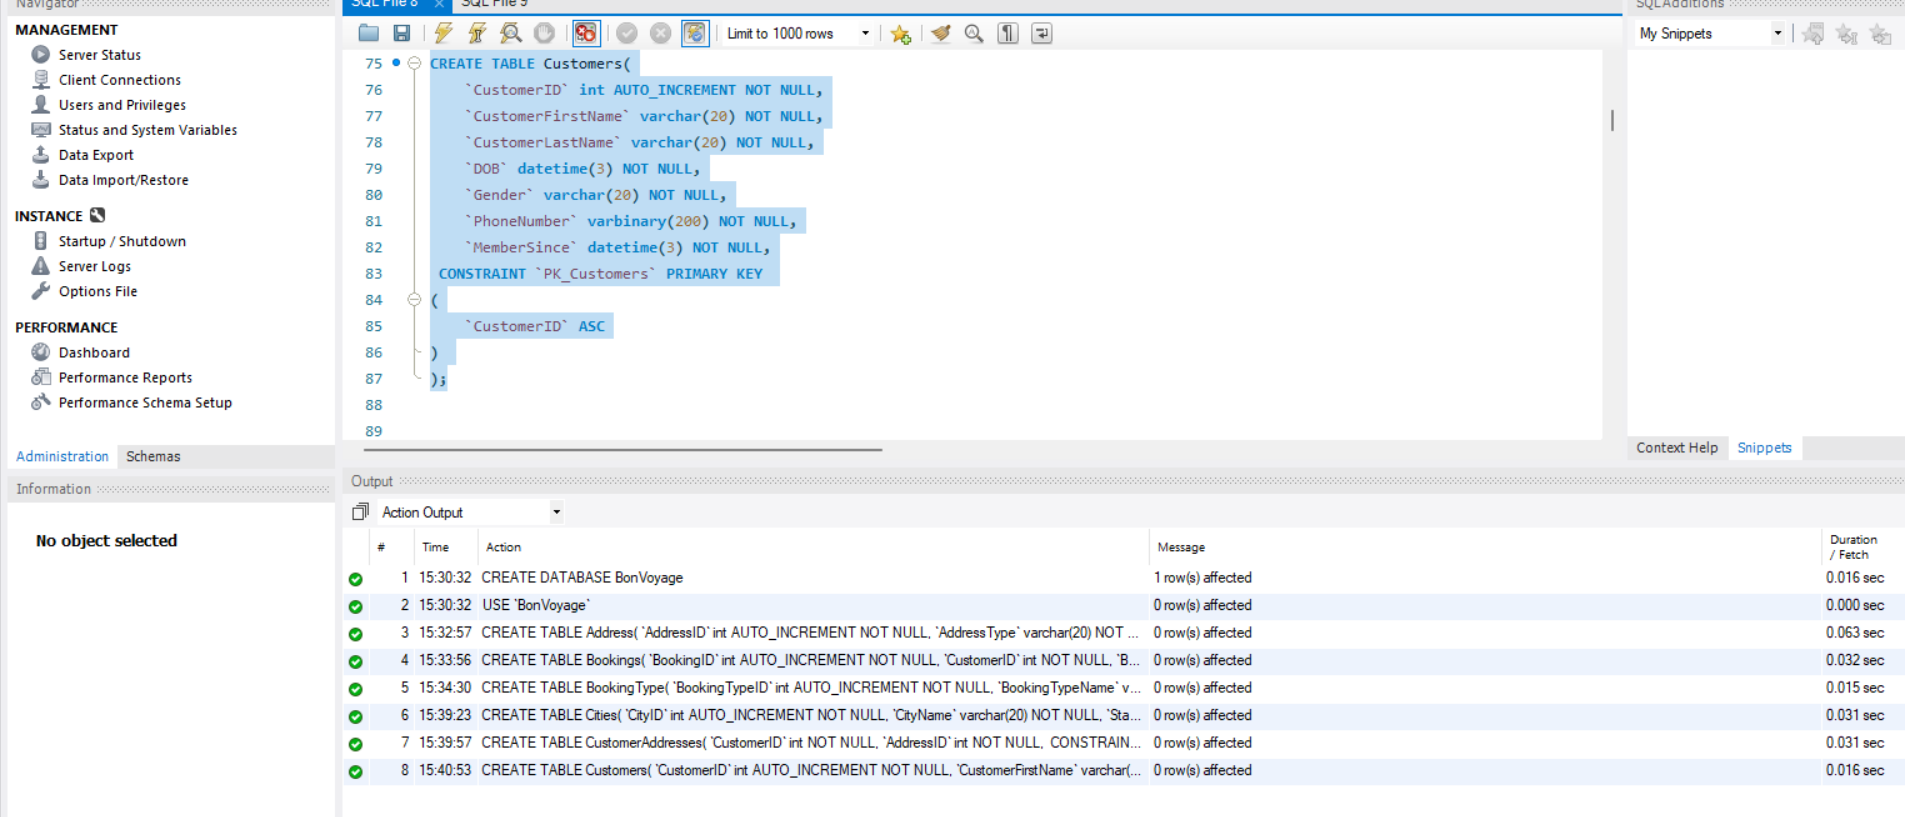 Navigator
SQL File 8 × SQL File 9
SQLAdditions
MANAGEMENT
Server Status
Client Connections
Users and Privileges
Status and System Variables
Data Export
Data Import/Restore
INSTANCE
Startup / Shutdown
Server Logs
Options File
PERFORMANCE
Dashboard
Performance Reports
Performance Schema Setup
Administration Schemas
Information
No object selected
Limit to 1000 rows
75 CREATE TABLE Customers(
76 `CustomerID` int AUTO_INCREMENT NOT NULL,
77 `CustomerFirstName` varchar(20) NOT NULL,
78 `CustomerLastName` varchar(20) NOT NULL,
79 `DOB` datetime(3) NOT NULL,
80 `Gender` varchar(20) NOT NULL,
81 `PhoneNumber` varbinary(200) NOT NULL,
82 `MemberSince` datetime(3) NOT NULL,
83 CONSTRAINT `PK_Customers` PRIMARY KEY
84 (
85 `CustomerID` ASC
86 )
87 );
88
89
My Snippets
Context Help Snippets
Output
Action Output
# Time Action Message Duration / Fetch
1 15:30:32 CREATE DATABASE BonVoyage 1 row(s) affected 0.016 sec
2 15:30:32 USE `BonVoyage` 0 row(s) affected 0.000 sec
3 15:32:57 CREATE TABLE Address( `AddressID` int AUTO_INCREMENT NOT NULL, `AddressType` varchar(20) NOT ... 0 row(s) affected 0.063 sec
4 15:33:56 CREATE TABLE Bookings( `BookingID` int AUTO_INCREMENT NOT NULL, `CustomerID` int NOT NULL, `B... 0 row(s) affected 0.032 sec
5 15:34:30 CREATE TABLE BookingType( `BookingTypeID` int AUTO_INCREMENT NOT NULL, `BookingTypeName` v... 0 row(s) affected 0.015 sec
6 15:39:23 CREATE TABLE Cities( `CityID` int AUTO_INCREMENT NOT NULL, `CityName` varchar(20) NOT NULL, `Sta... 0 row(s) affected 0.031 sec
7 15:39:57 CREATE TABLE CustomerAddresses( `CustomerID` int NOT NULL, `AddressID` int NOT NULL, CONSTRAIN... 0 row(s) affected 0.031 sec
8 15:40:53 CREATE TABLE Customers( `CustomerID` int AUTO_INCREMENT NOT NULL, `CustomerFirstName` varchar(... 0 row(s) affected 0.016 sec